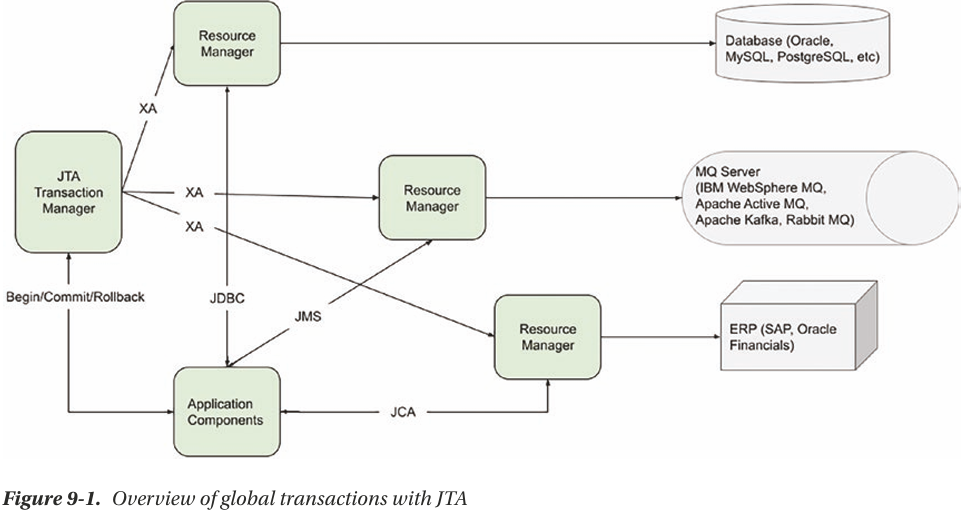 Resource
Manager
Database (Oracle,
MySQL, PostgreSQL, etc)
XA
JTA
Transaction
Manager
XA
Resource
Manager
MQ Server
(IBM WebSphere MQ,
Apache Active MQ,
Apache Kafka, Rabbit MQ)
XA
Begin/Commit/Rollback
JDBC
JMS
Resource
Manager
ERP (SAP, Oracle
Financials)
Application
Components
JCA
Figure 9-1. Overview of global transactions with JTA